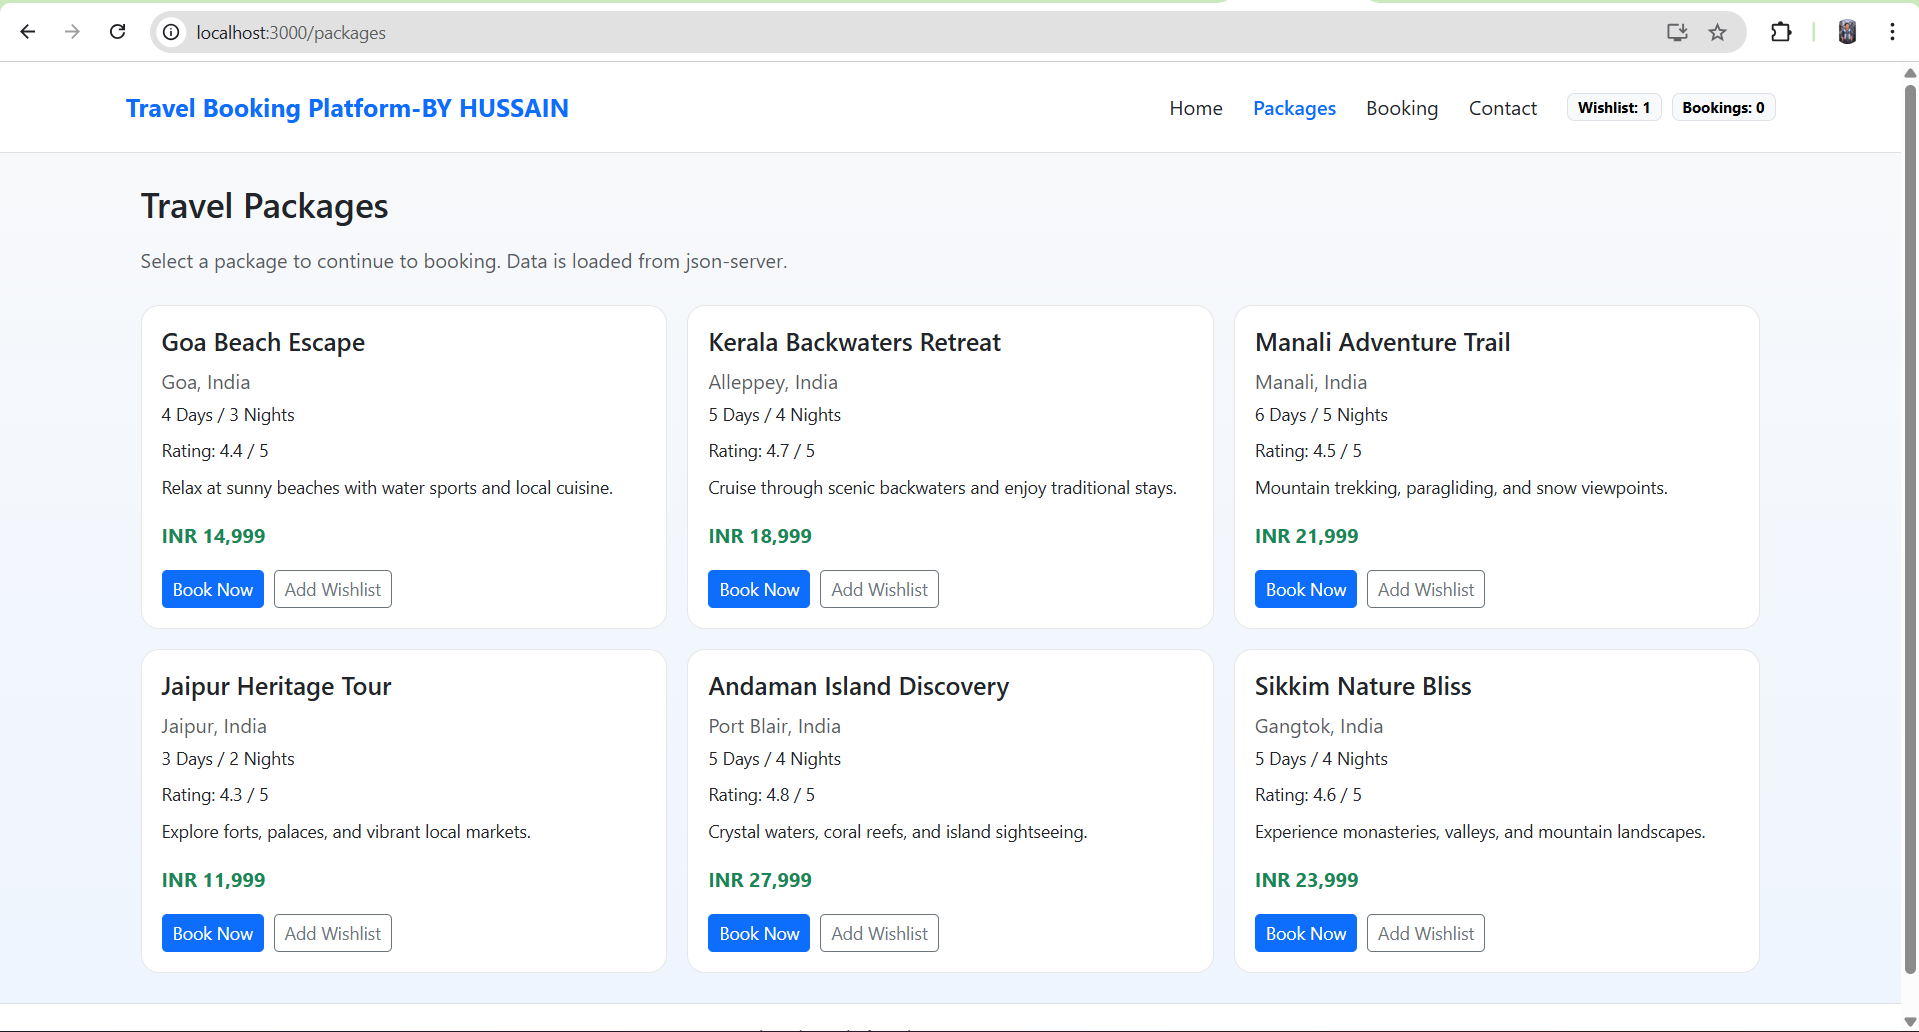 localhost:3000/packages
Travel Booking Platform-BY HUSSAIN
Home Packages Booking Contact Wishlist: 1 Bookings: 0
Travel Packages
Select a package to continue to booking. Data is loaded from json-server.
Goa Beach Escape
Goa, India
4 Days / 3 Nights
Rating: 4.4 / 5
Relax at sunny beaches with water sports and local cuisine.
INR 14,999
Book Now Add Wishlist
Kerala Backwaters Retreat
Alleppey, India
5 Days / 4 Nights
Rating: 4.7 / 5
Cruise through scenic backwaters and enjoy traditional stays.
INR 18,999
Book Now Add Wishlist
Manali Adventure Trail
Manali, India
6 Days / 5 Nights
Rating: 4.5 / 5
Mountain trekking, paragliding, and snow viewpoints.
INR 21,999
Book Now Add Wishlist
Jaipur Heritage Tour
Jaipur, India
3 Days / 2 Nights
Rating: 4.3 / 5
Explore forts, palaces, and vibrant local markets.
INR 11,999
Book Now Add Wishlist
Andaman Island Discovery
Port Blair, India
5 Days / 4 Nights
Rating: 4.8 / 5
Crystal waters, coral reefs, and island sightseeing.
INR 27,999
Book Now Add Wishlist
Sikkim Nature Bliss
Gangtok, India
5 Days / 4 Nights
Rating: 4.6 / 5
Experience monasteries, valleys, and mountain landscapes.
INR 23,999
Book Now Add Wishlist